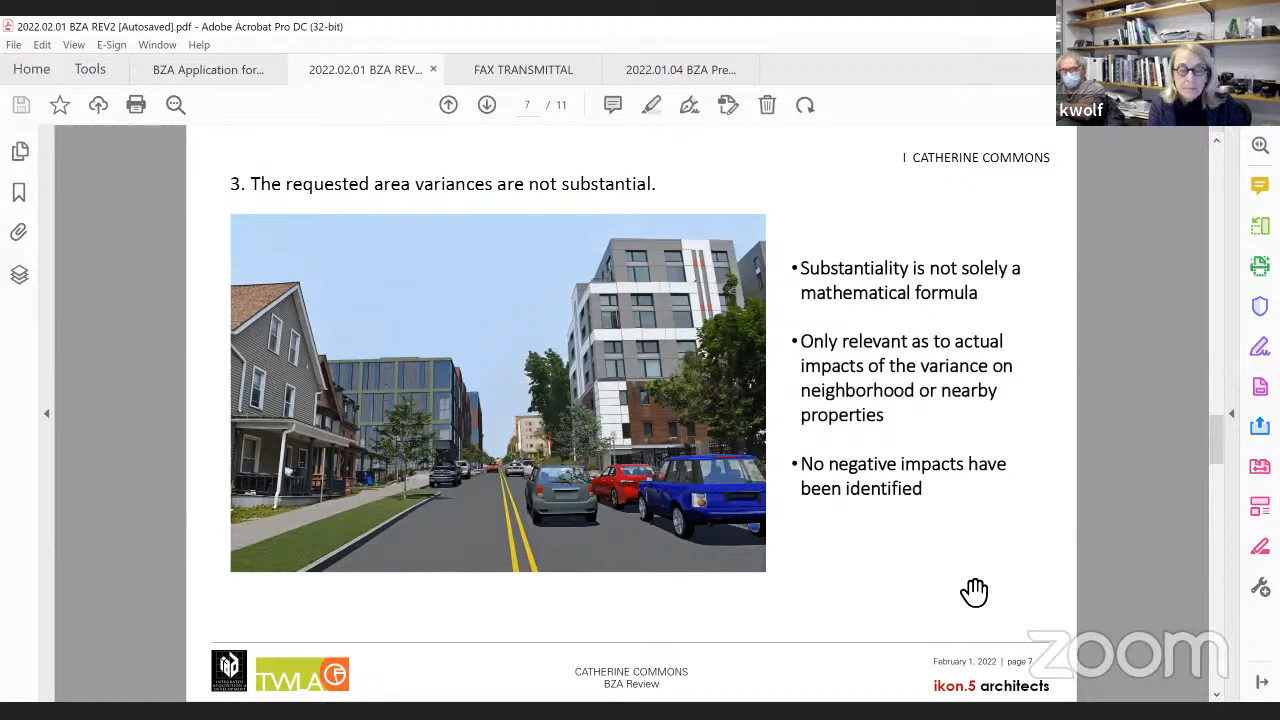 2022.02.01 BZA REV2 [Autosaved].pdf - Adobe Acrobat Pro DC (32-bit)
File Edit View E-Sign Window Help
Home Tools BZA Application for... 2022.02.01 BZA REV... × FAX TRANSMITTAL 2022.01.04 BZA Pre...
7 / 11
kwolf
I CATHERINE COMMONS
3. The requested area variances are not substantial.
•Substantiality is not solely a
mathematical formula
•Only relevant as to actual
impacts of the variance on
neighborhood or nearby
properties
•No negative impacts have
been identified
TWLA
CATHERINE COMMONS
BZA Review
February 1, 2022 | page 7
ikon.5 architects
zoom